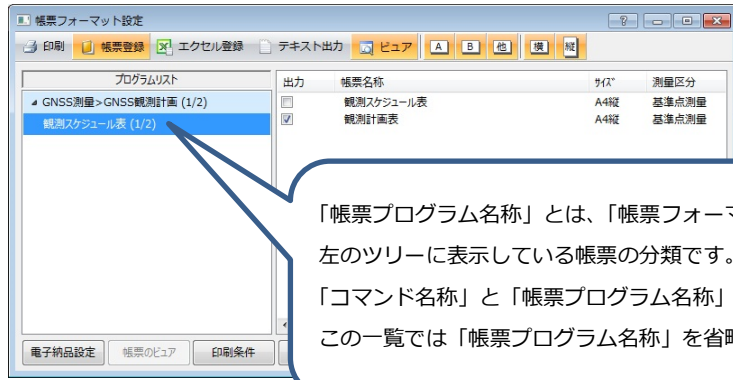 帳票フォーマット設定
印刷 帳票登録 エクセル登録 テキスト出力 ビュア A B 他 横 縦
プログラムリスト
出力 帳票名称 ｻｲｽﾞ 測量区分
GNSS測量>GNSS観測計画 (1/2)
観測スケジュール表 A4縦 基準点測量
観測スケジュール表 (1/2)
観測計画表 A4縦 基準点測量
「帳票プログラム名称」とは、「帳票フォーマ
左のツリーに表示している帳票の分類です。
「コマンド名称」と「帳票プログラム名称」
この一覧では「帳票プログラム名称」を省略
電子納品設定 帳票のビュア 印刷条件